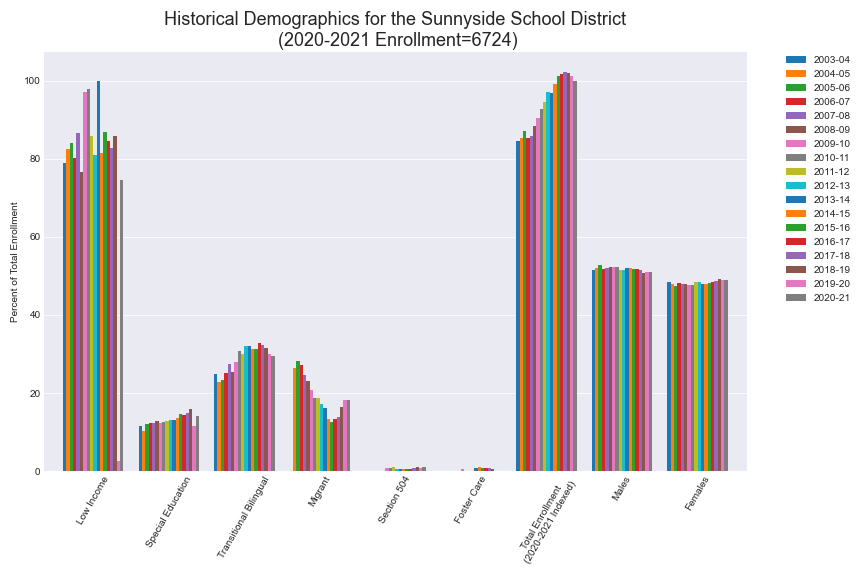 Historical Demographics for the Sunnyside School District
(2020-2021 Enrollment=6724)
Percent of Total Enrollment
100
80
60
40
20
0
Low Income
Special Education
Transitional Bilingual
Migrant
Section 504
Foster Care
Total Enrollment
(2020-2021 Indexed)
Males
Females
2003-04
2004-05
2005-06
2006-07
2007-08
2008-09
2009-10
2010-11
2011-12
2012-13
2013-14
2014-15
2015-16
2016-17
2017-18
2018-19
2019-20
2020-21